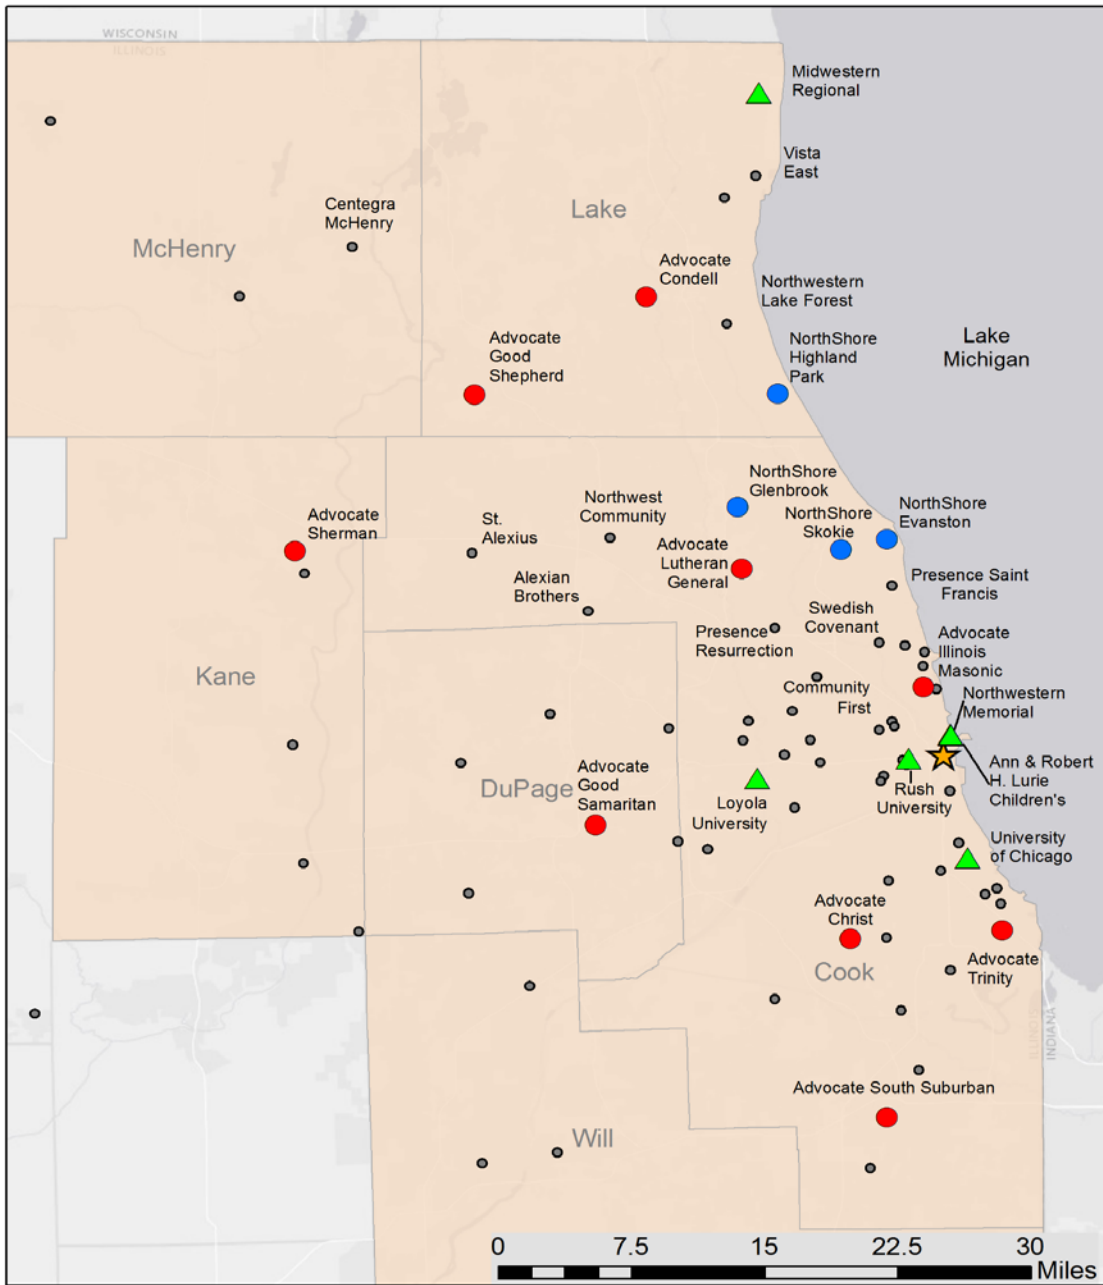 WISCONSIN
ILLINOIS
Midwestern
Regional
Vista
East
Centegra
McHenry
Lake
McHenry
Advocate
Condell
Northwestern
Lake Forest
Advocate
Good
Shepherd
NorthShore
Highland
Park
Lake
Michigan
NorthShore
Glenbrook
Northwest
Community
NorthShore
Skokie
NorthShore
Evanston
Advocate
Sherman
St.
Alexius
Advocate
Lutheran
General
Alexian
Brothers
Presence Saint
Francis
Swedish
Covenant
Presence
Resurrection
Advocate
Illinois
Masonic
Kane
Community
First
Northwestern
Memorial
Ann & Robert
H. Lurie
Children's
DuPage
Advocate
Good
Samaritan
Loyola
University
Rush
University
University
of Chicago
Advocate
Christ
Cook
Advocate
Trinity
ILLINOIS
INDIANA
Advocate South Suburban
Will
0 7.5 15 22.5 30
Miles